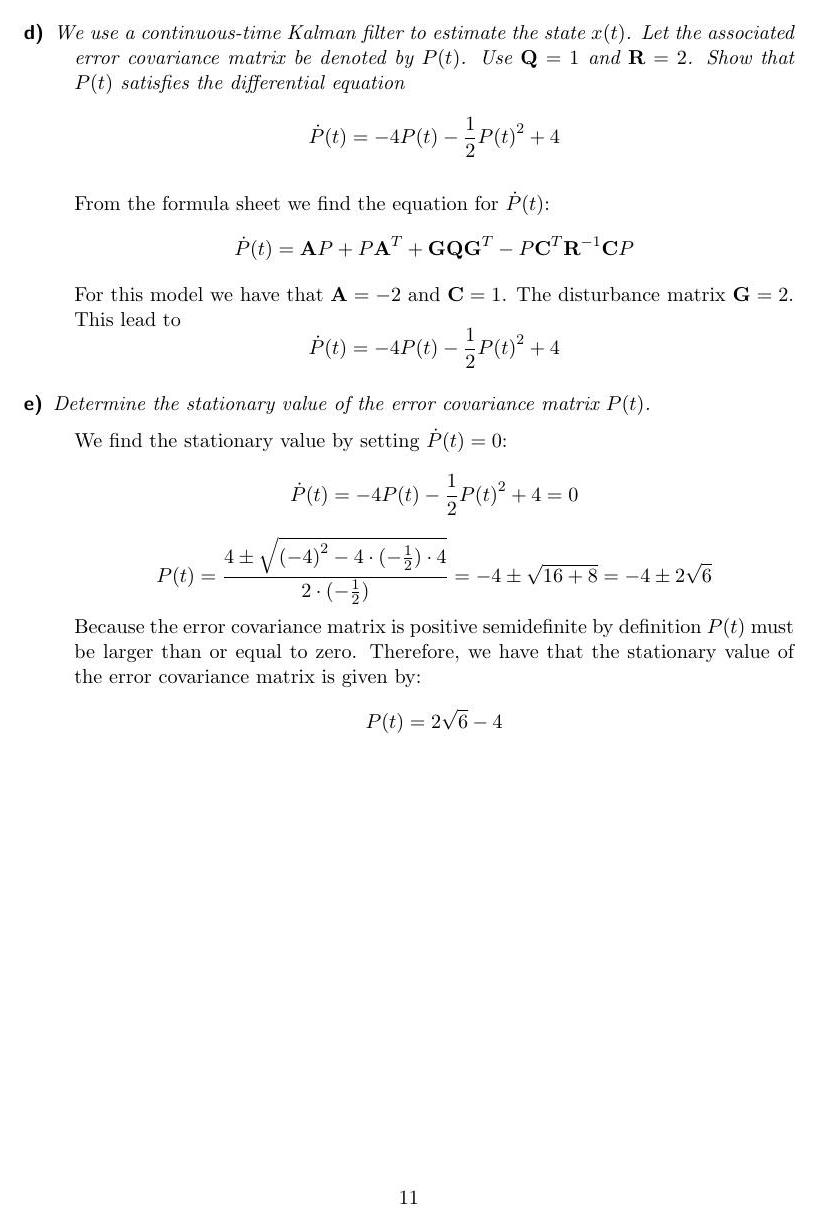 d) We use a continuous-time Kalman filter to estimate the state x(t). Let the associated
error covariance matrix be denoted by P(t). Use Q = 1 and R = 2. Show that
P(t) satisfies the differential equation
Ṗ(t) = −4P(t) − 1/2 P(t)² + 4
From the formula sheet we find the equation for Ṗ(t):
Ṗ(t) = AP + PAᵀ + GQGᵀ − PCᵀR⁻¹CP
For this model we have that A = −2 and C = 1. The disturbance matrix G = 2.
This lead to
Ṗ(t) = −4P(t) − 1/2 P(t)² + 4
e) Determine the stationary value of the error covariance matrix P(t).
We find the stationary value by setting Ṗ(t) = 0:
Ṗ(t) = −4P(t) − 1/2 P(t)² + 4 = 0
P(t) = (4 ± √((−4)² − 4 · (−1/2) · 4)) / (2 · (−1/2)) = −4 ± √(16 + 8) = −4 ± 2√6
Because the error covariance matrix is positive semidefinite by definition P(t) must
be larger than or equal to zero. Therefore, we have that the stationary value of
the error covariance matrix is given by:
P(t) = 2√6 − 4
11